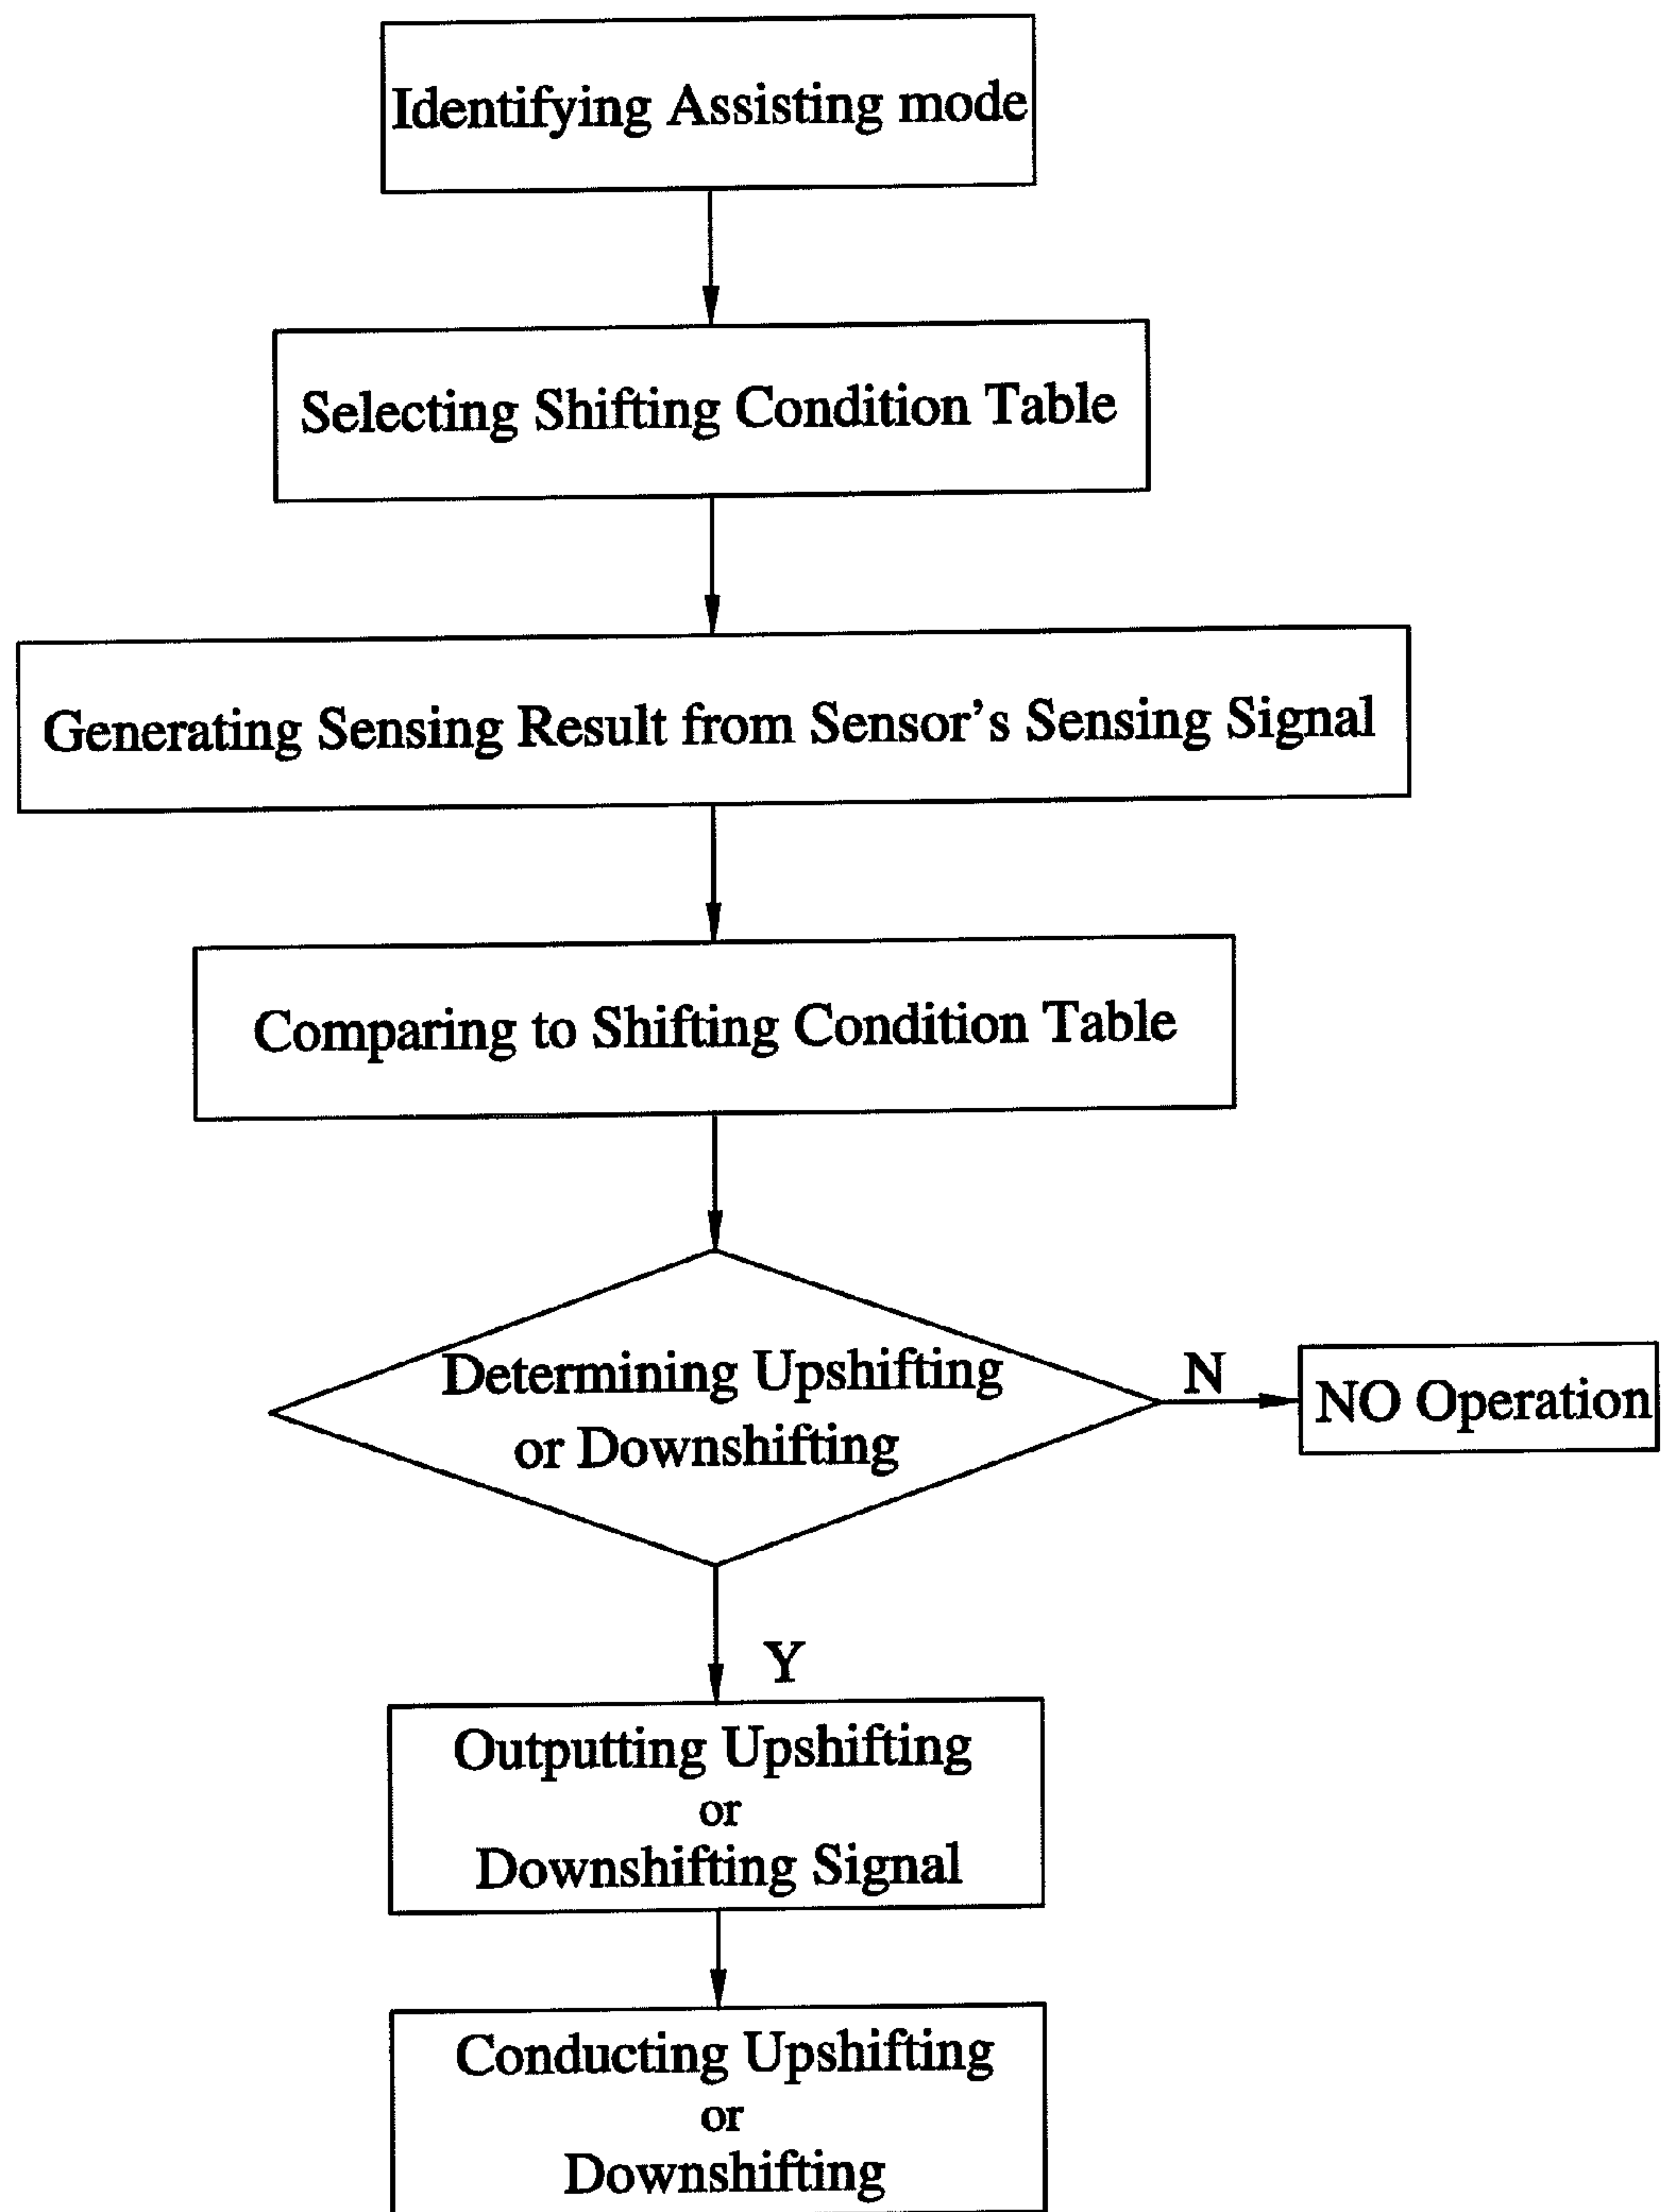 Identifying Assisting mode
Selecting Shifting Condition Table
Generating Sensing Result from Sensor’s Sensing Signal
Comparing to Shifting Condition Table
Determining Upshifting
or Downshifting
N
NO Operation
Y
Outputting Upshifting
or
Downshifting Signal
Conducting Upshifting
or
Downshifting